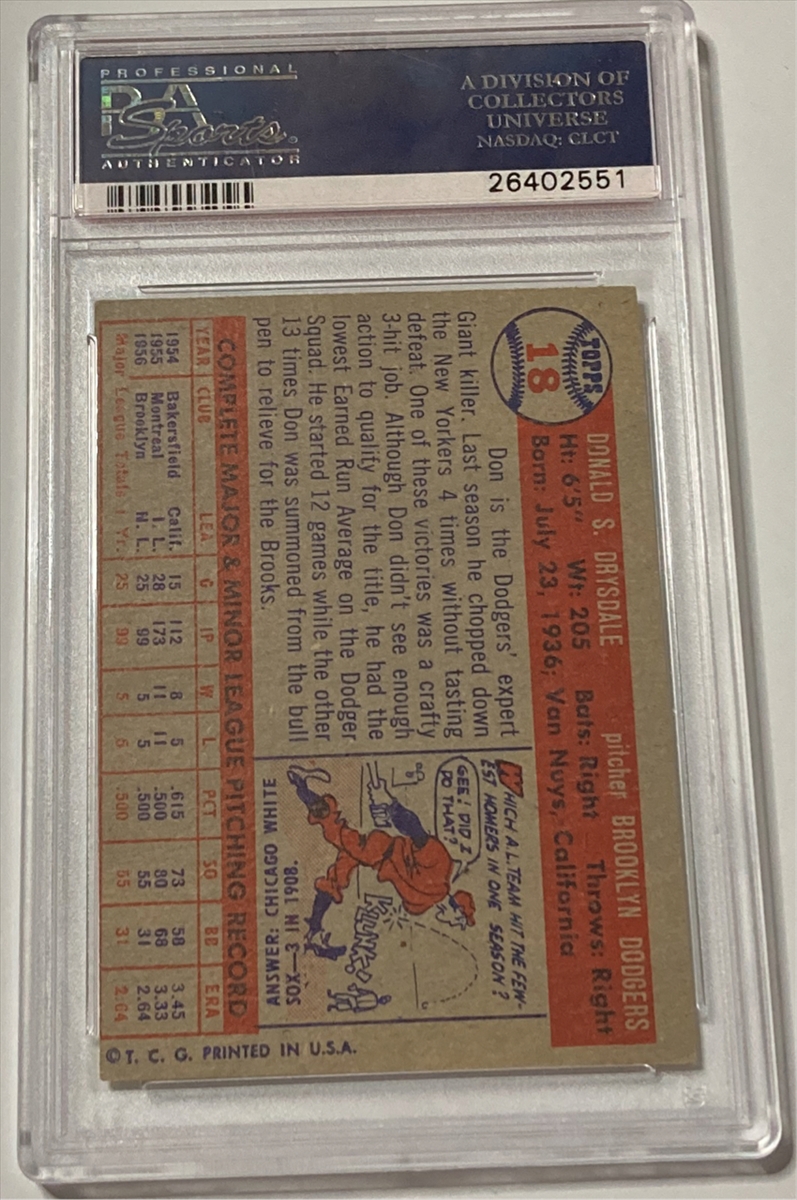 PROFESSIONAL
PSA
Sports
AUTHENTICATOR
A DIVISION OF
COLLECTORS
UNIVERSE
NASDAQ: CLCT
26402551
TOPPS
18
DONALD S. DRYSDALE pitcher BROOKLYN DODGERS
Ht: 6'5" Wt: 205 Bats: Right Throws: Right
Born: July 23, 1936; Van Nuys, California
Don is the Dodgers' expert
Giant killer. Last season he chopped down
the New Yorkers 4 times without tasting
defeat. One of these victories was a crafty
3-hit job. Although Don didn't see enough
action to qualify for the title, he had the
lowest Earned Run Average on the Dodger
Squad. He started 12 games while the other
13 times Don was summoned from the bull
pen to relieve for the Brooks.
WHICH A.L. TEAM HIT THE FEW-
EST HOMERS IN ONE SEASON?
GEE! DID I
DO THAT?
KLUNK!
ANSWER: CHICAGO WHITE
SOX—3 IN 1908.
COMPLETE MAJOR & MINOR LEAGUE PITCHING RECORD
YEAR CLUB LEA G IP W L PCT SO BB ERA
1954 Bakersfield Calif. 15 112 8 5 .615 73 58 3.45
1955 Montreal I. L. 28 173 11 11 .500 80 68 3.33
1956 Brooklyn N. L. 25 99 5 5 .500 55 31 2.64
Major League Totals 1 Yr. 25 99 5 5 .500 55 31 2.64
© T. C. G. PRINTED IN U.S.A.